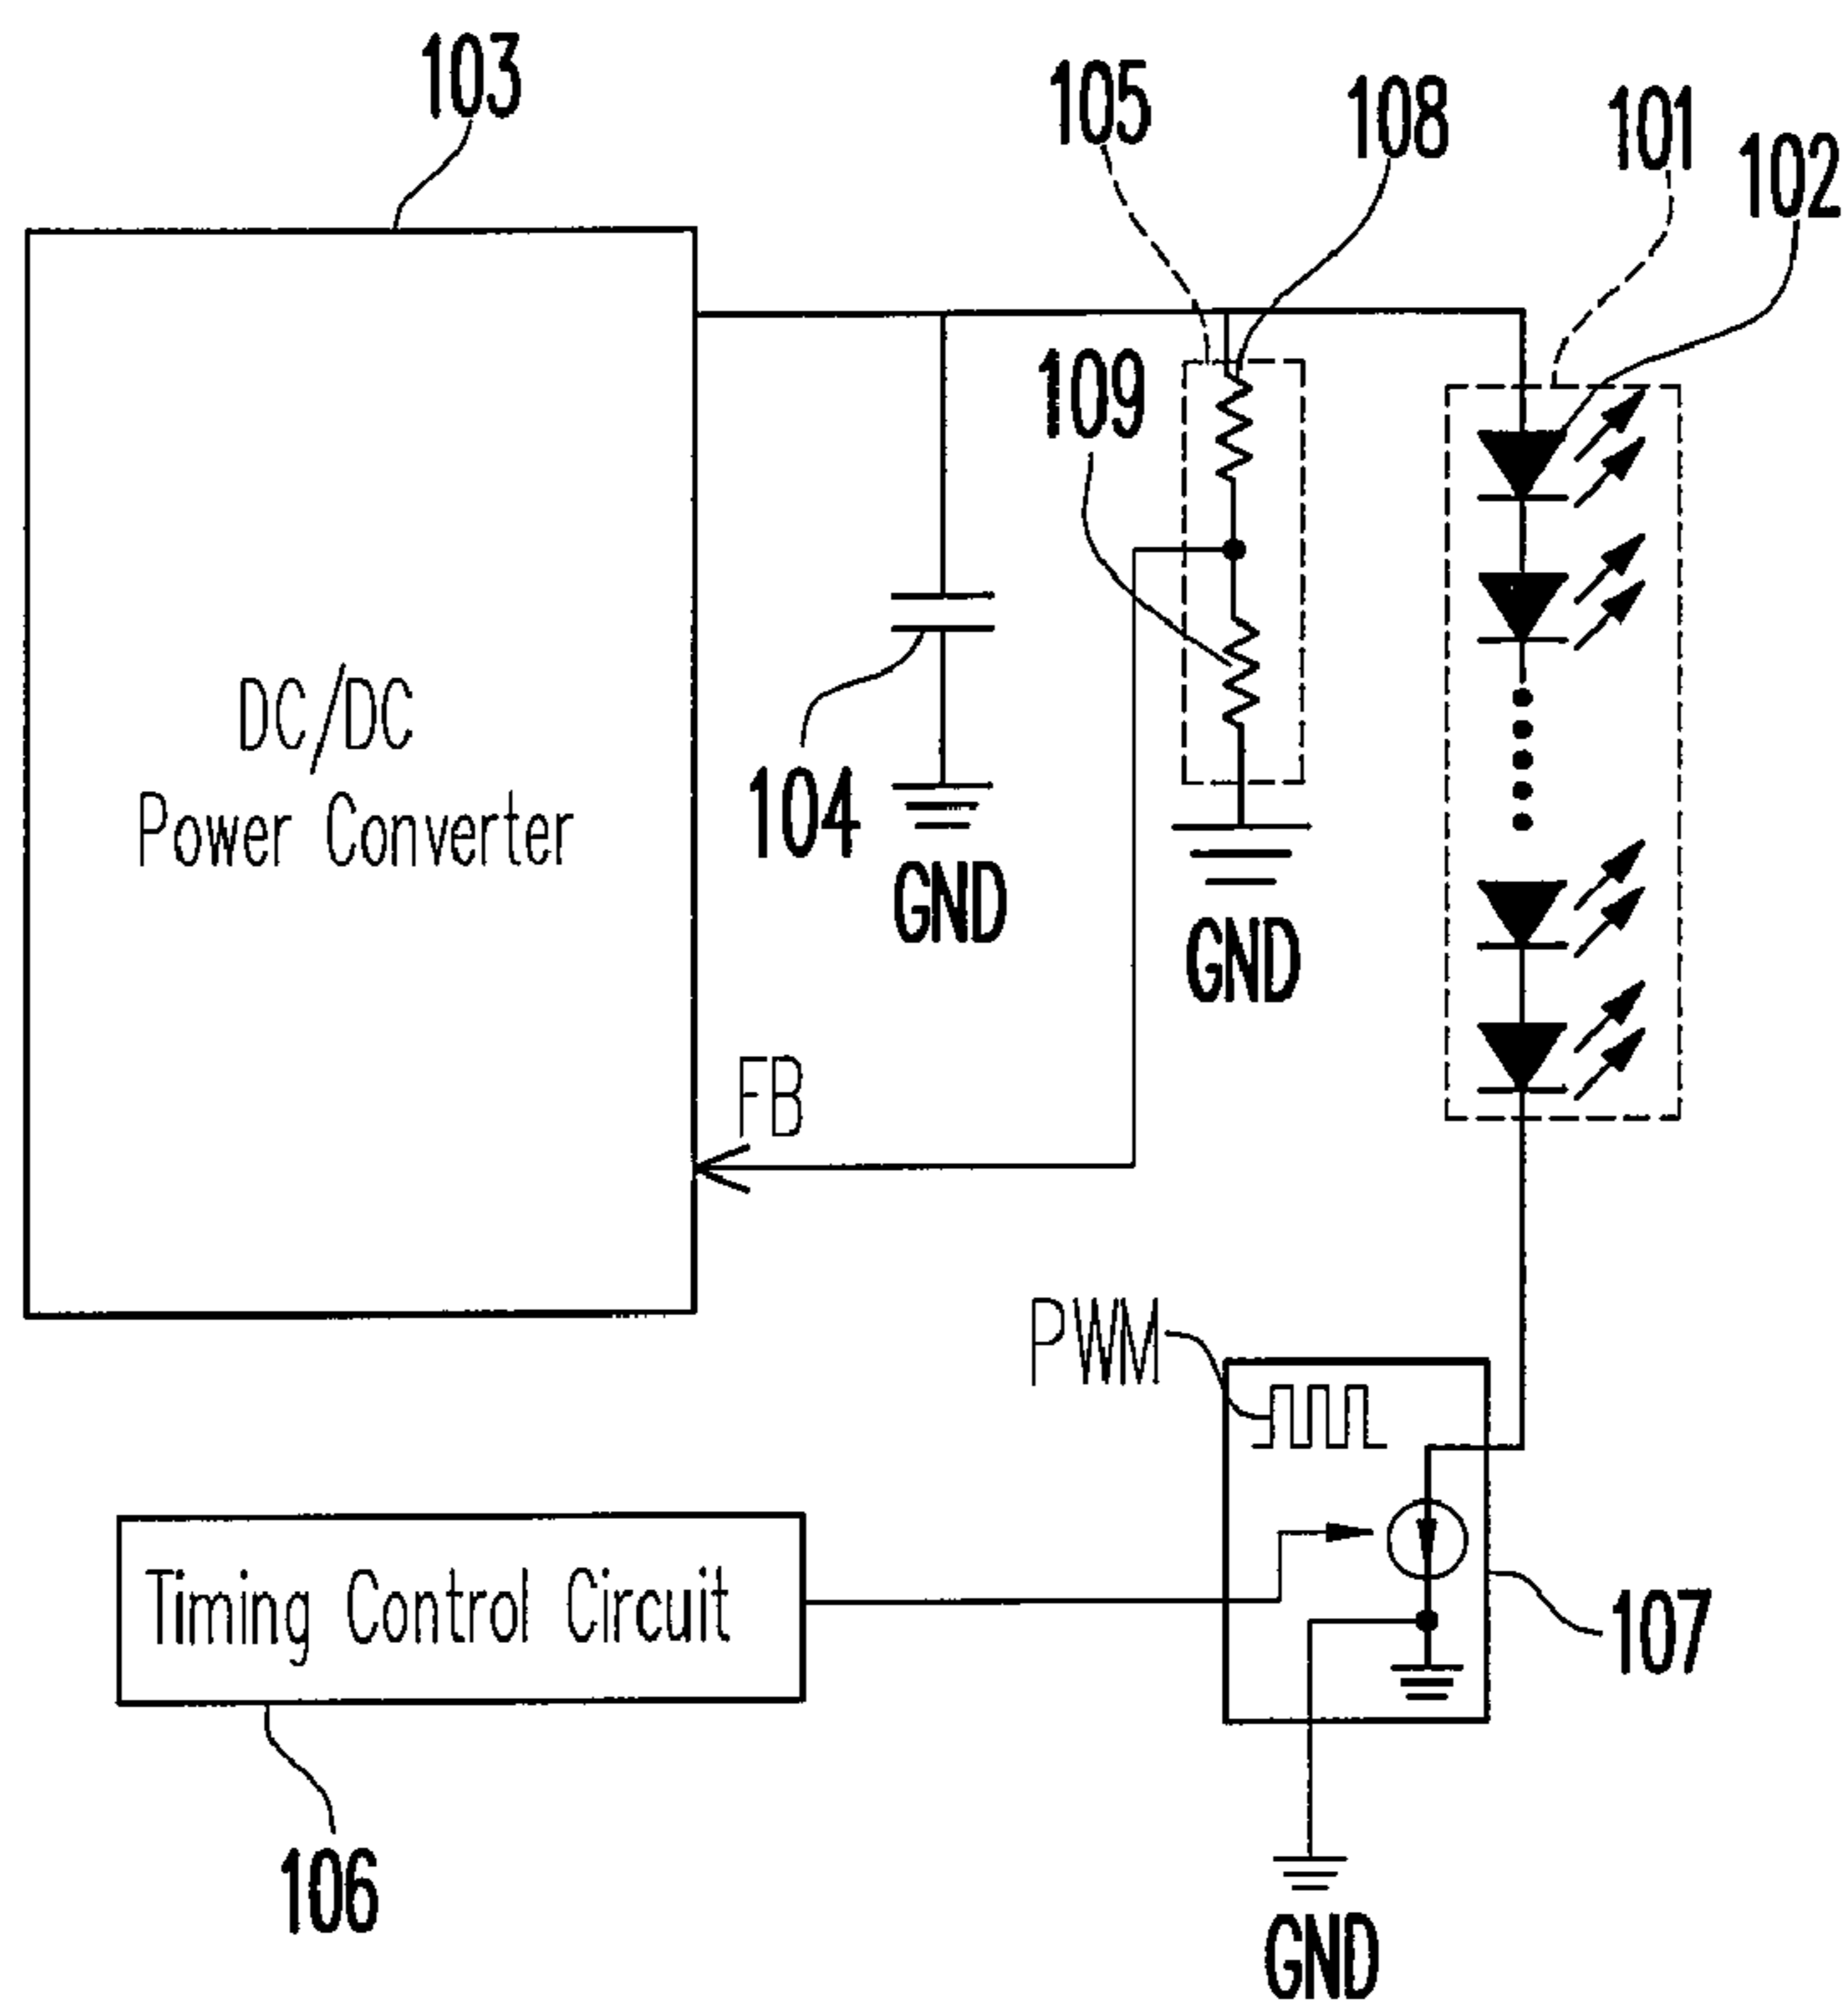 103
105
108
101
102
109
DC/DC
Power Converter
104
GND
GND
FB
PWM
Timing Control Circuit
107
106
GND